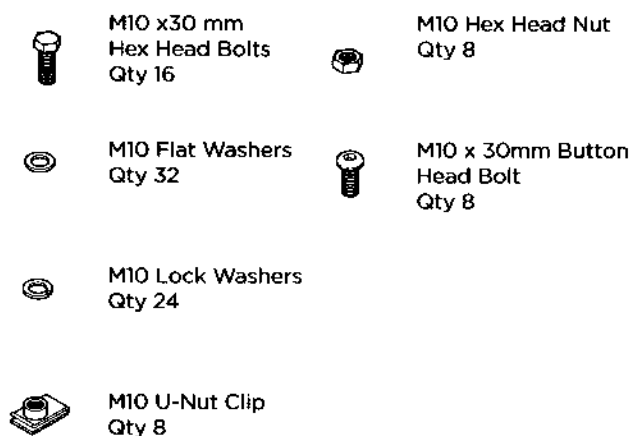 M10 x30 mm
Hex Head Bolts
Qty 16
M10 Hex Head Nut
Qty 8
M10 Flat Washers
Qty 32
M10 x 30mm Button
Head Bolt
Qty 8
M10 Lock Washers
Qty 24
M10 U-Nut Clip
Qty 8